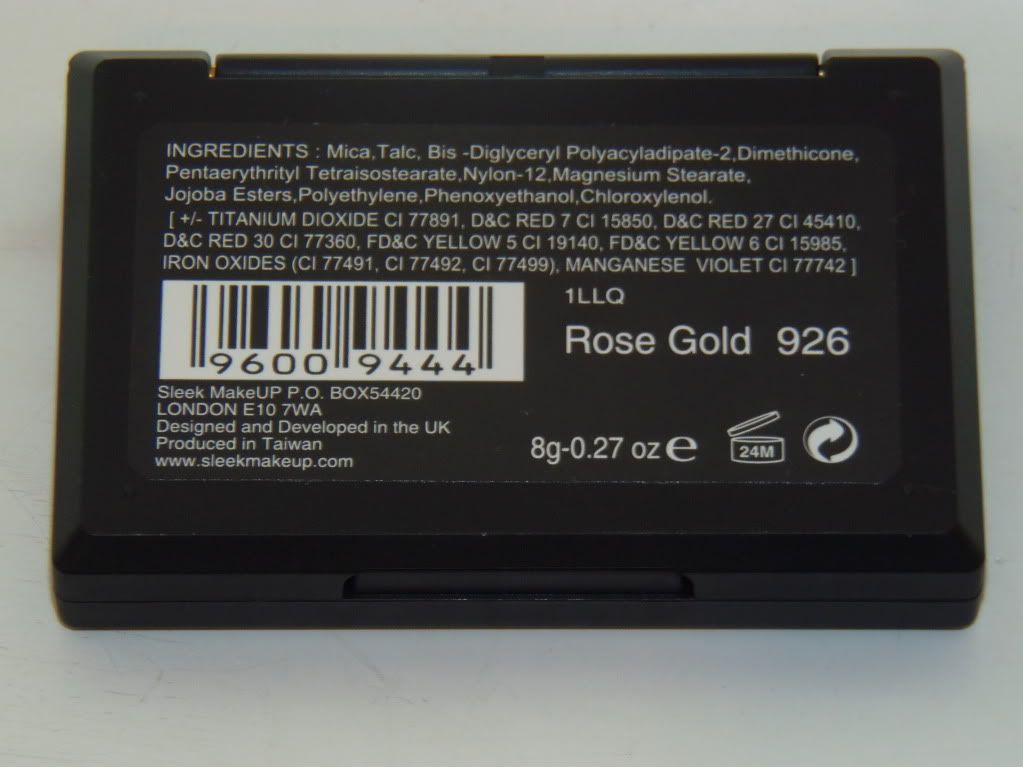 INGREDIENTS : Mica,Talc, Bis -Diglyceryl Polyacyladipate-2,Dimethicone,
Pentaerythrityl Tetraisostearate,Nylon-12,Magnesium Stearate,
Jojoba Esters,Polyethylene,Phenoxyethanol,Chloroxylenol.
[ +/- TITANIUM DIOXIDE CI 77891, D&C RED 7 CI 15850, D&C RED 27 CI 45410,
D&C RED 30 CI 77360, FD&C YELLOW 5 CI 19140, FD&C YELLOW 6 CI 15985,
IRON OXIDES (CI 77491, CI 77492, CI 77499), MANGANESE VIOLET CI 77742 ]
1LLQ
Rose Gold 926
9600 9444
Sleek MakeUP P.O. BOX54420
LONDON E10 7WA
Designed and Developed in the UK
Produced in Taiwan
www.sleekmakeup.com
8g-0.27 oz e
24M